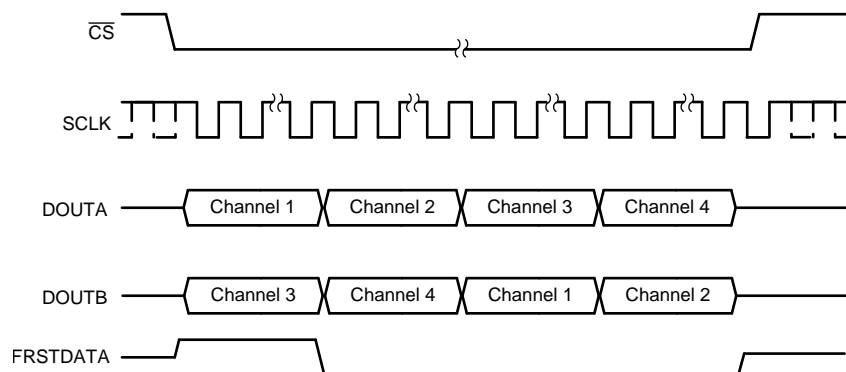 CS
SCLK
DOUTA Channel 1 Channel 2 Channel 3 Channel 4
DOUTB Channel 3 Channel 4 Channel 1 Channel 2
FRSTDATA